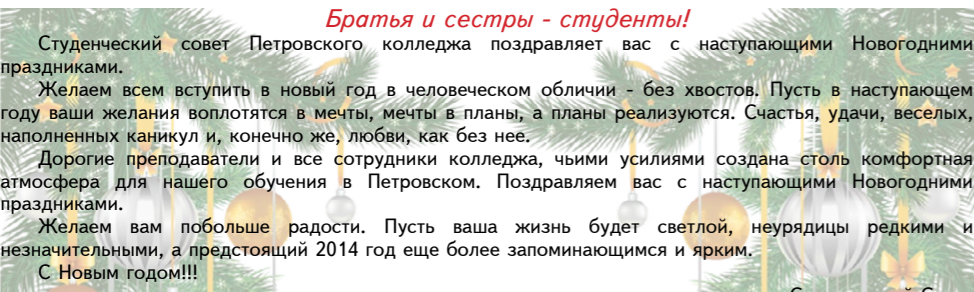 Братья и сестры - студенты!
Студенческий совет Петровского колледжа поздравляет вас с наступающими Новогодними
праздниками.
Желаем всем вступить в новый год в человеческом обличии - без хвостов. Пусть в наступающем
году ваши желания воплотятся в мечты, мечты в планы, а планы реализуются. Счастья, удачи, веселых,
наполненных каникул и, конечно же, любви, как без нее.
Дорогие преподаватели и все сотрудники колледжа, чьими усилиями создана столь комфортная
атмосфера для нашего обучения в Петровском. Поздравляем вас с наступающими Новогодними
праздниками.
Желаем вам побольше радости. Пусть ваша жизнь будет светлой, неурядицы редкими и
незначительными, а предстоящий 2014 год еще более запоминающимся и ярким.
С Новым годом!!!